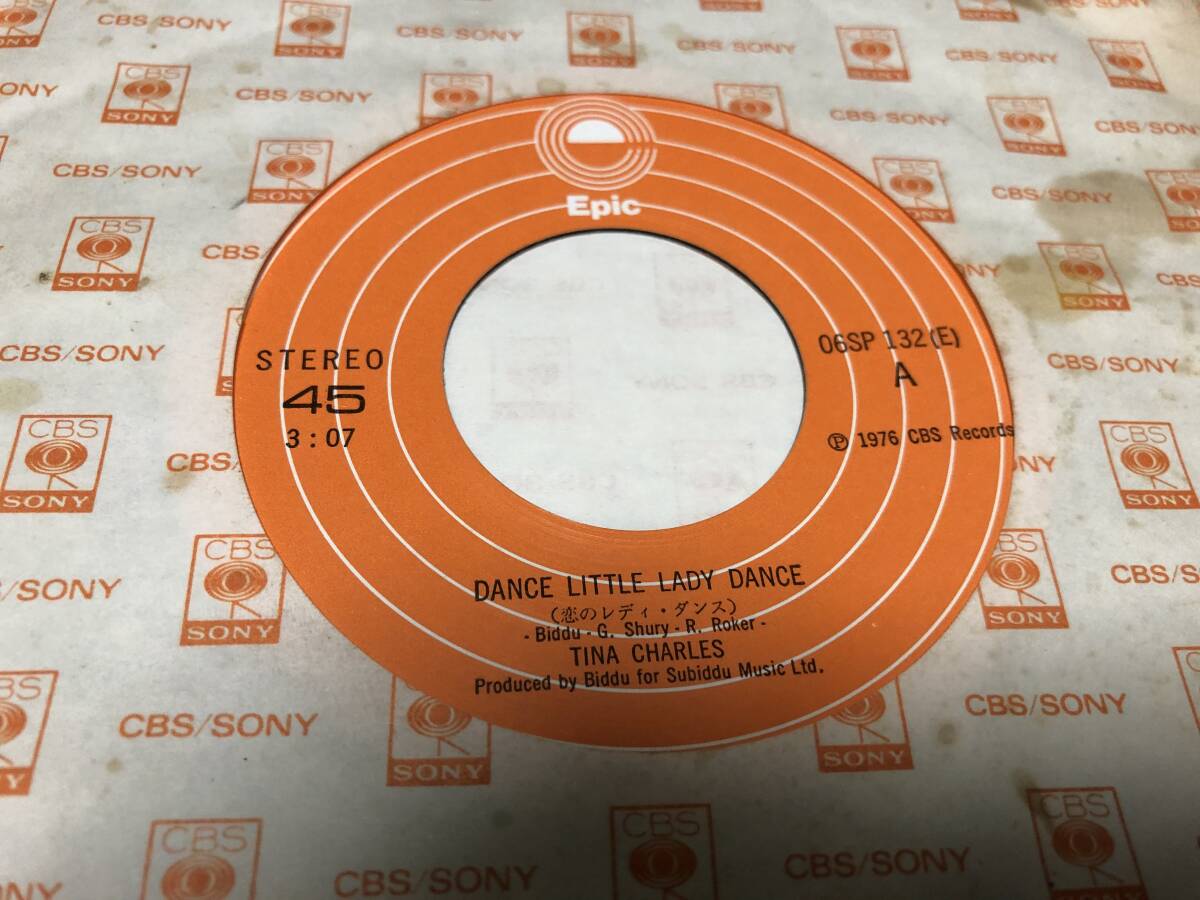 Epic
STEREO
45
3:07
06SP 132(E)
A
Ⓟ 1976 CBS Records
DANCE LITTLE LADY DANCE
(恋のレディ・ダンス)
- Biddu - G. Shury - R. Roker -
TINA CHARLES
Produced by Biddu for Subiddu Music Ltd.
CBS/SONY
CBS
SONY